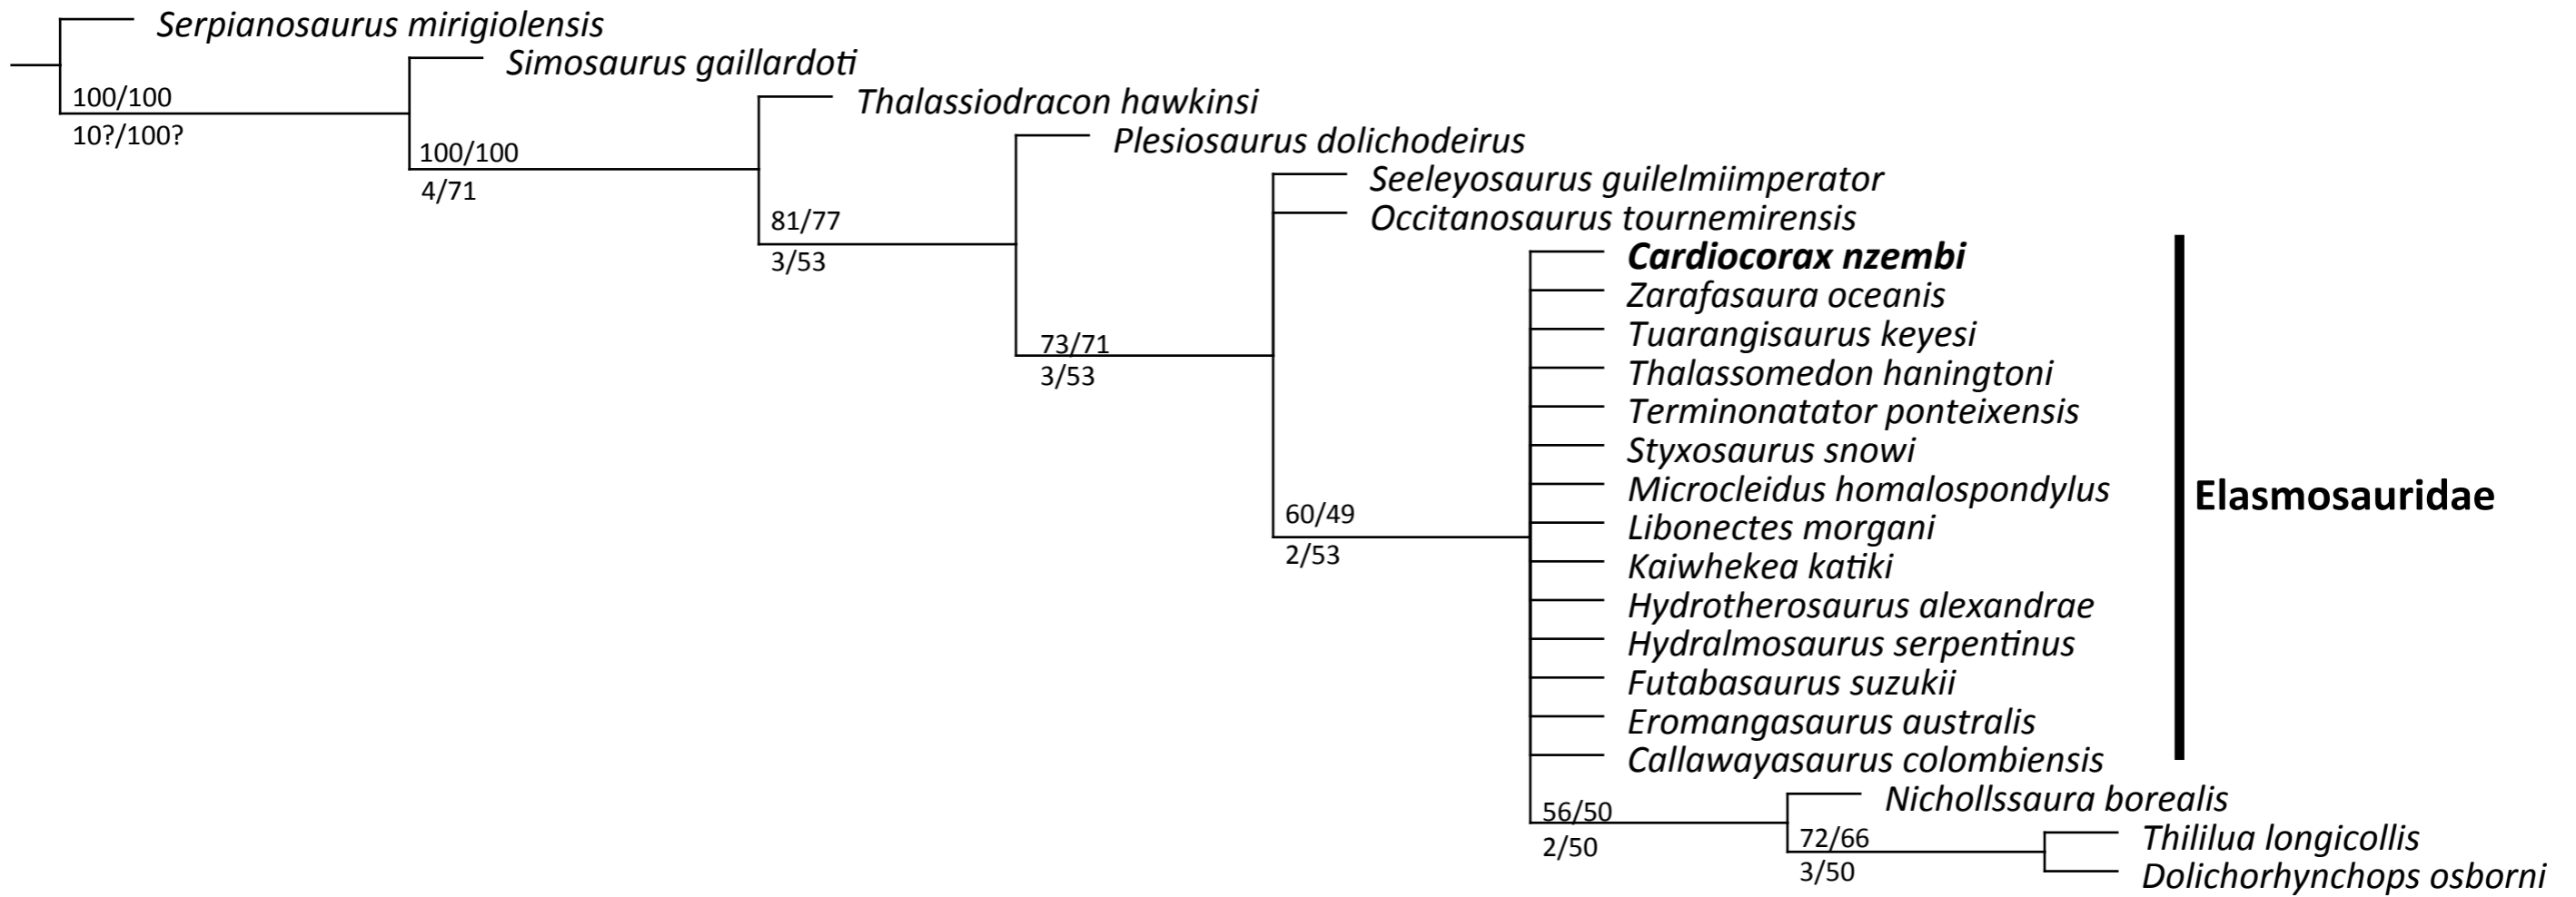 Serpianosaurus mirigiolensis
Simosaurus gaillardoti
100/100
Thalassiodracon hawkinsi
10?/100?
Plesiosaurus dolichodeirus
100/100
Seeleyosaurus guilelmiimperator
4/71
Occitanosaurus tournemirensis
81/77
Cardiocorax nzembi
3/53
Zarafasaura oceanis
Tuarangisaurus keyesi
73/71
Thalassomedon haningtoni
3/53
Terminonatator ponteixensis
Styxosaurus snowi
Microcleidus homalospondylus
Elasmosauridae
60/49
Libonectes morgani
2/53
Kaiwhekea katiki
Hydrotherosaurus alexandrae
Hydralmosaurus serpentinus
Futabasaurus suzukii
Eromangasaurus australis
Callawayasaurus colombiensis
Nichollssaura borealis
56/50
72/66
Thililua longicollis
2/50
3/50
Dolichorhynchops osborni